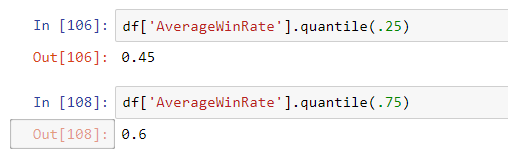 In [106]: df['AverageWinRate'].quantile(.25)
Out[106]: 0.45
In [108]: df['AverageWinRate'].quantile(.75)
Out[108]: 0.6